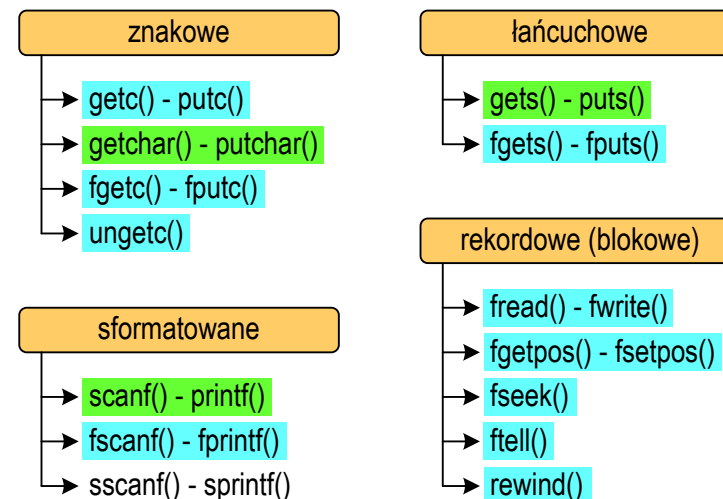 znakowe
getc() - putc()
getchar() - putchar()
fgetc() - fputc()
ungetc()
sformatowane
scanf() - printf()
fscanf() - fprintf()
sscanf() - sprintf()
łańcuchowe
gets() - puts()
fgets() - fputs()
rekordowe (blokowe)
fread() - fwrite()
fgetpos() - fsetpos()
fseek()
ftell()
rewind()